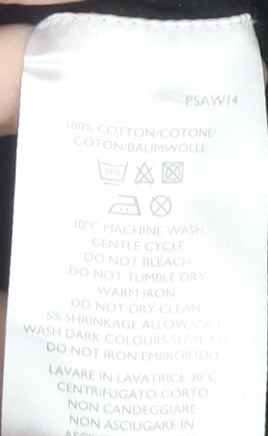 PSAW14
100% COTTON/COTONE/
COTON/BAUMWOLLE
30°C
30°C MACHINE WASH
GENTLE CYCLE
DO NOT BLEACH
DO NOT TUMBLE DRY
WARM IRON
DO NOT DRY CLEAN
5% SHRINKAGE ALLOWANCE
WASH DARK COLOURS SEPARATE
DO NOT IRON EMBROIDERY
LAVARE IN LAVATRICE 30°C
CENTRIFUGATO CORTO
NON CANDEGGIARE
NON ASCIUGARE IN